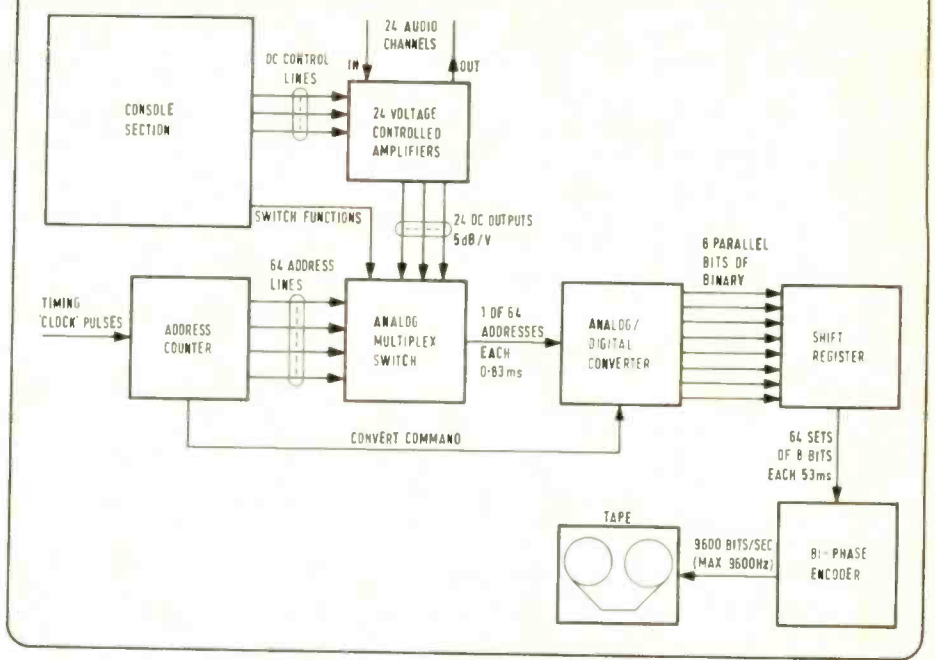 24 AUDIO
CHANNELS
IN
OUT
DC CONTROL
LINES
CONSOLE
SECTION
24 VOLTAGE
CONTROLLED
AMPLIFIERS
SWITCH FUNCTIONS
24 DC OUTPUTS
5dB/V
64 ADDRESS
LINES
TIMING
'CLOCK' PULSES
ADDRESS
COUNTER
ANALOG
MULTIPLEX
SWITCH
1 OF 64
ADDRESSES
EACH
0·83ms
ANALOG/
DIGITAL
CONVERTER
6 PARALLEL
BITS OF
BINARY
SHIFT
REGISTER
CONVERT COMMAND
64 SETS
OF 8 BITS
EACH 53ms
TAPE
9600 BITS/SEC
(MAX 9600Hz)
BI-PHASE
ENCODER